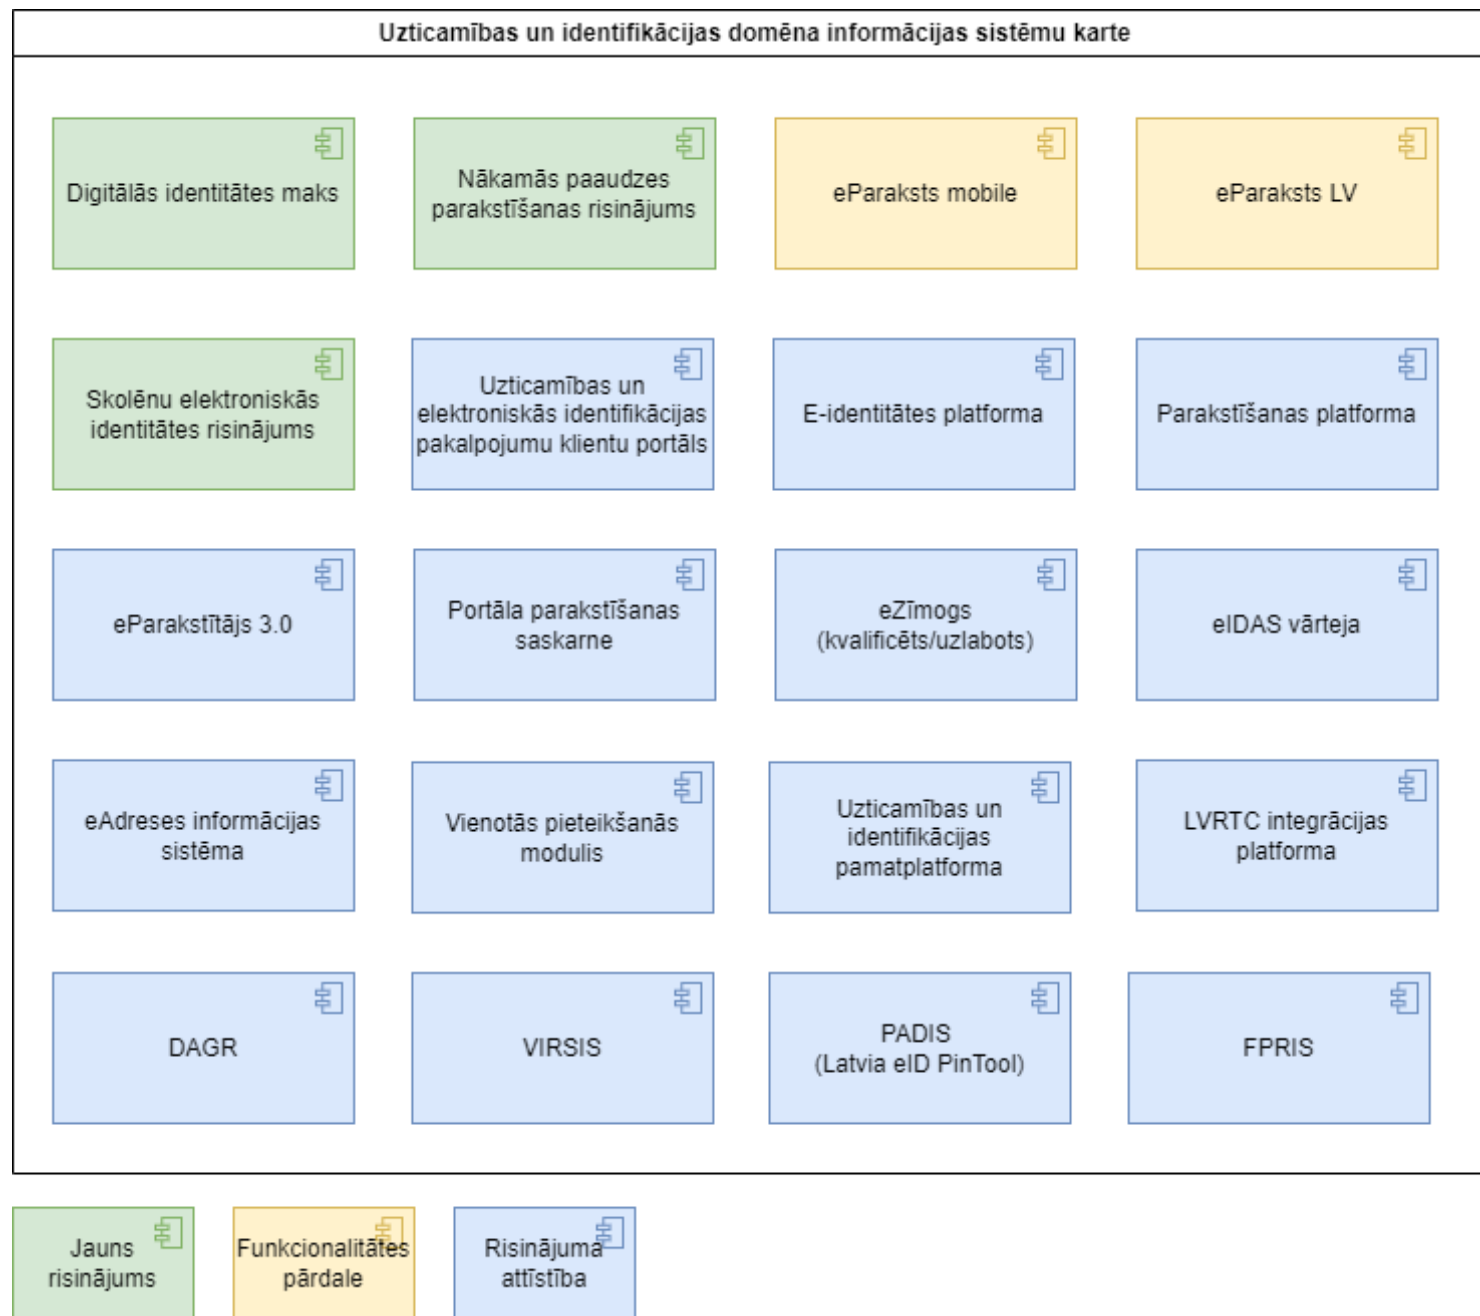 Uzticamības un identifikācijas domēna informācijas sistēmu karte
Digitālās identitātes maks
Nākamās paaudzes
parakstīšanas risinājums
eParaksts mobile
eParaksts LV
Skolēnu elektroniskās
identitātes risinājums
Uzticamības un
elektroniskās identifikācijas
pakalpojumu klientu portāls
E-identitātes platforma
Parakstīšanas platforma
eParakstītājs 3.0
Portāla parakstīšanas
saskarne
eZīmogs
(kvalificēts/uzlabots)
eIDAS vārteja
eAdreses informācijas
sistēma
Vienotās pieteikšanās
modulis
Uzticamības un
identifikācijas
pamatplatforma
LVRTC integrācijas
platforma
DAGR
VIRSIS
PADIS
(Latvia eID PinTool)
FPRIS
Jauns
risinājums
Funkcionalitātes
pārdale
Risinājuma
attīstība